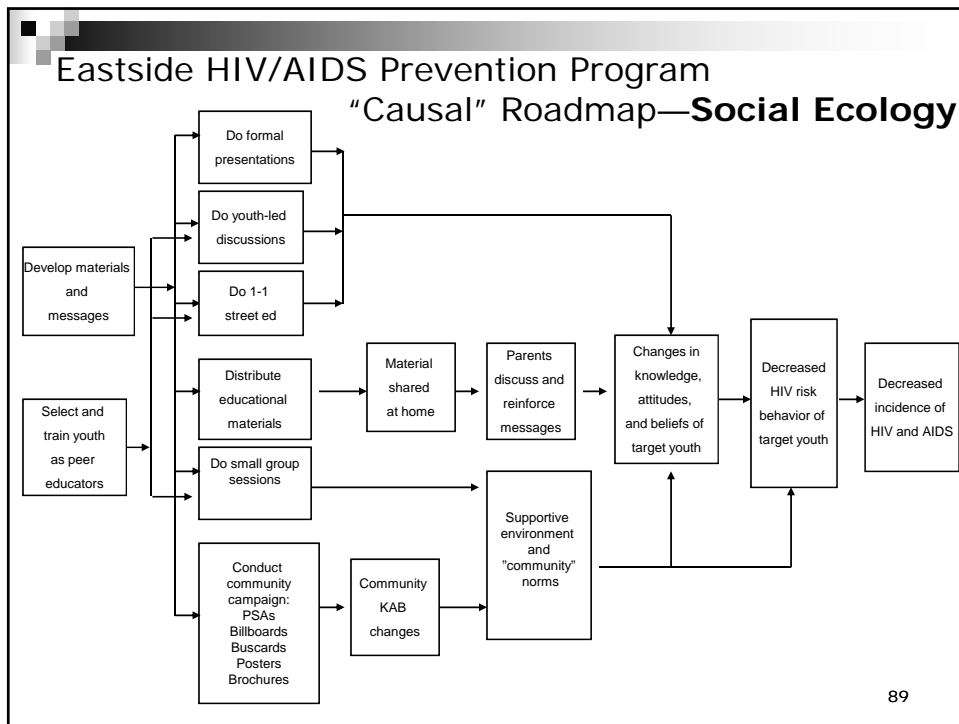 Eastside HIV/AIDS Prevention Program
“Causal” Roadmap—Social Ecology
Do formal
presentations
Do youth-led
discussions
Develop materials
and
messages
Do 1-1
street ed
Distribute
educational
materials
Material
shared
at home
Parents
discuss and
reinforce
messages
Changes in
knowledge,
attitudes,
and beliefs of
target youth
Decreased
HIV risk
behavior of
target youth
Decreased
incidence of
HIV and AIDS
Select and
train youth
as peer
educators
Do small group
sessions
Supportive
environment
and
”community”
norms
Conduct
community
campaign:
PSAs
Billboards
Buscards
Posters
Brochures
Community
KAB
changes
89